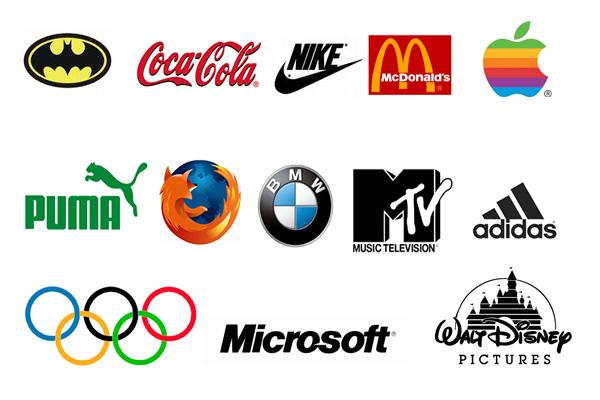 Coca-Cola®
NIKE®
McDonald's®
®
PUMA®
BMW
MTV
MUSIC TELEVISION®
adidas®
Microsoft®
WALT DISNEY
PICTURES